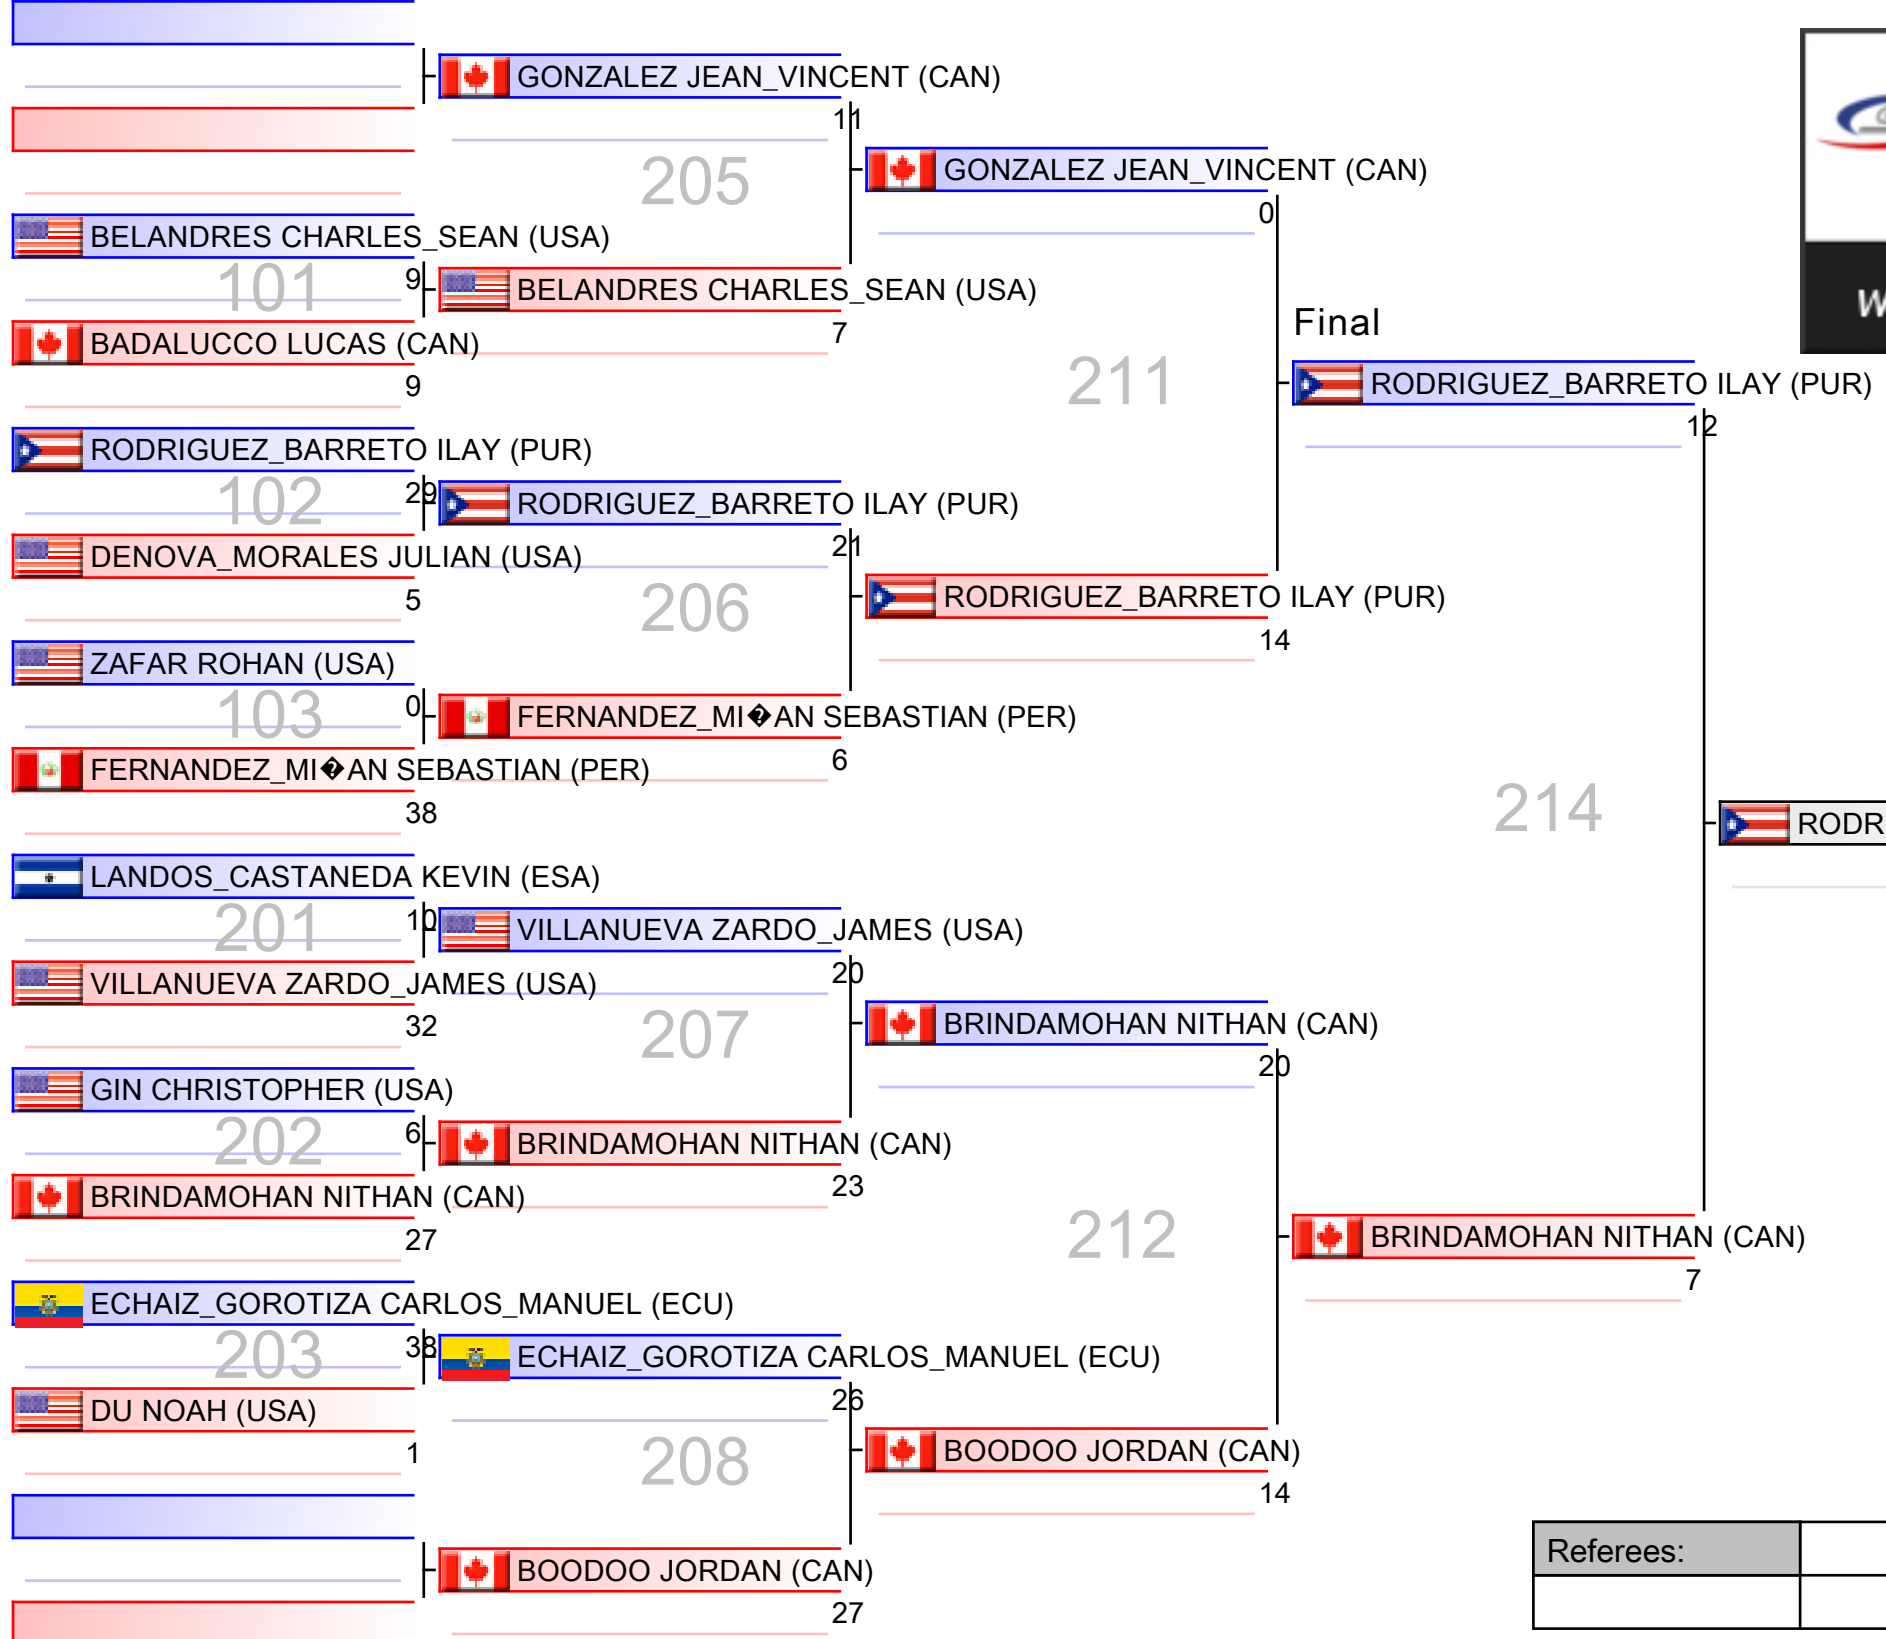 GONZALEZ JEAN_VINCENT (CAN)
11
205
GONZALEZ JEAN_VINCENT (CAN)
0
BELANDRES CHARLES_SEAN (USA)
101
9
BELANDRES CHARLES_SEAN (USA)
7
BADALUCCO LUCAS (CAN)
9
Final
211
RODRIGUEZ_BARRETO ILAY (PUR)
12
RODRIGUEZ_BARRETO ILAY (PUR)
102
29
RODRIGUEZ_BARRETO ILAY (PUR)
21
DENOVA_MORALES JULIAN (USA)
5
206
RODRIGUEZ_BARRETO ILAY (PUR)
14
ZAFAR ROHAN (USA)
103
0
FERNANDEZ_MI�AN SEBASTIAN (PER)
6
FERNANDEZ_MI�AN SEBASTIAN (PER)
38
214
RODR
LANDOS_CASTANEDA KEVIN (ESA)
201
10
VILLANUEVA ZARDO_JAMES (USA)
20
VILLANUEVA ZARDO_JAMES (USA)
32
207
BRINDAMOHAN NITHAN (CAN)
20
GIN CHRISTOPHER (USA)
202
6
BRINDAMOHAN NITHAN (CAN)
23
BRINDAMOHAN NITHAN (CAN)
27
212
BRINDAMOHAN NITHAN (CAN)
7
ECHAIZ_GOROTIZA CARLOS_MANUEL (ECU)
203
38
ECHAIZ_GOROTIZA CARLOS_MANUEL (ECU)
26
DU NOAH (USA)
1
208
BOODOO JORDAN (CAN)
14
BOODOO JORDAN (CAN)
27
Referees: